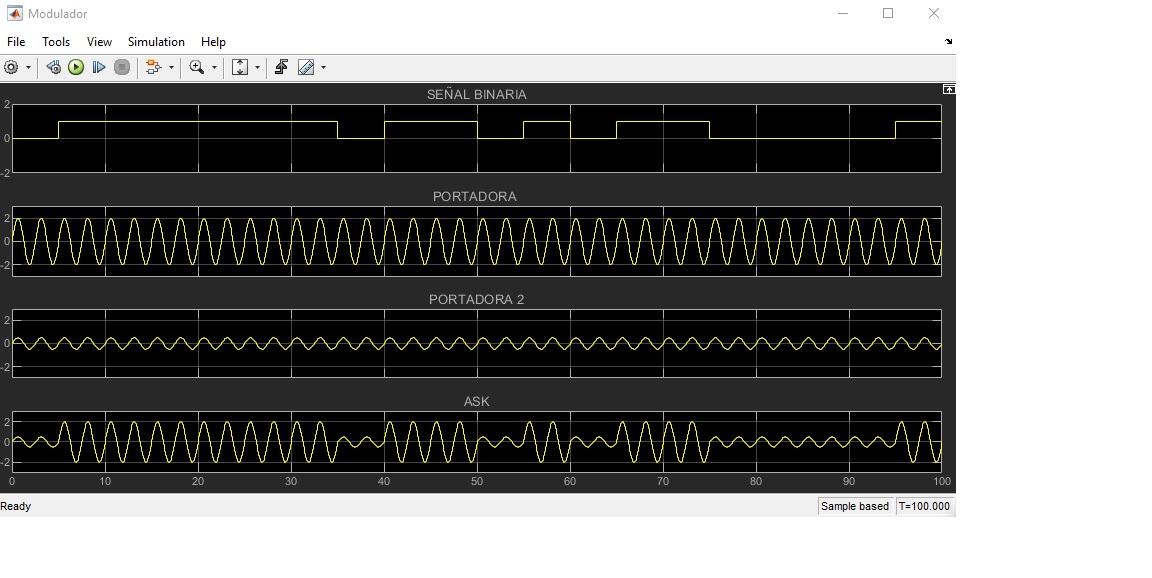 Modulador
File Tools View Simulation Help
SEÑAL BINARIA
2
0
-2
PORTADORA
2
0
-2
PORTADORA 2
2
0
-2
ASK
2
0
-2
0 10 20 30 40 50 60 70 80 90 100
Ready Sample based T=100.000